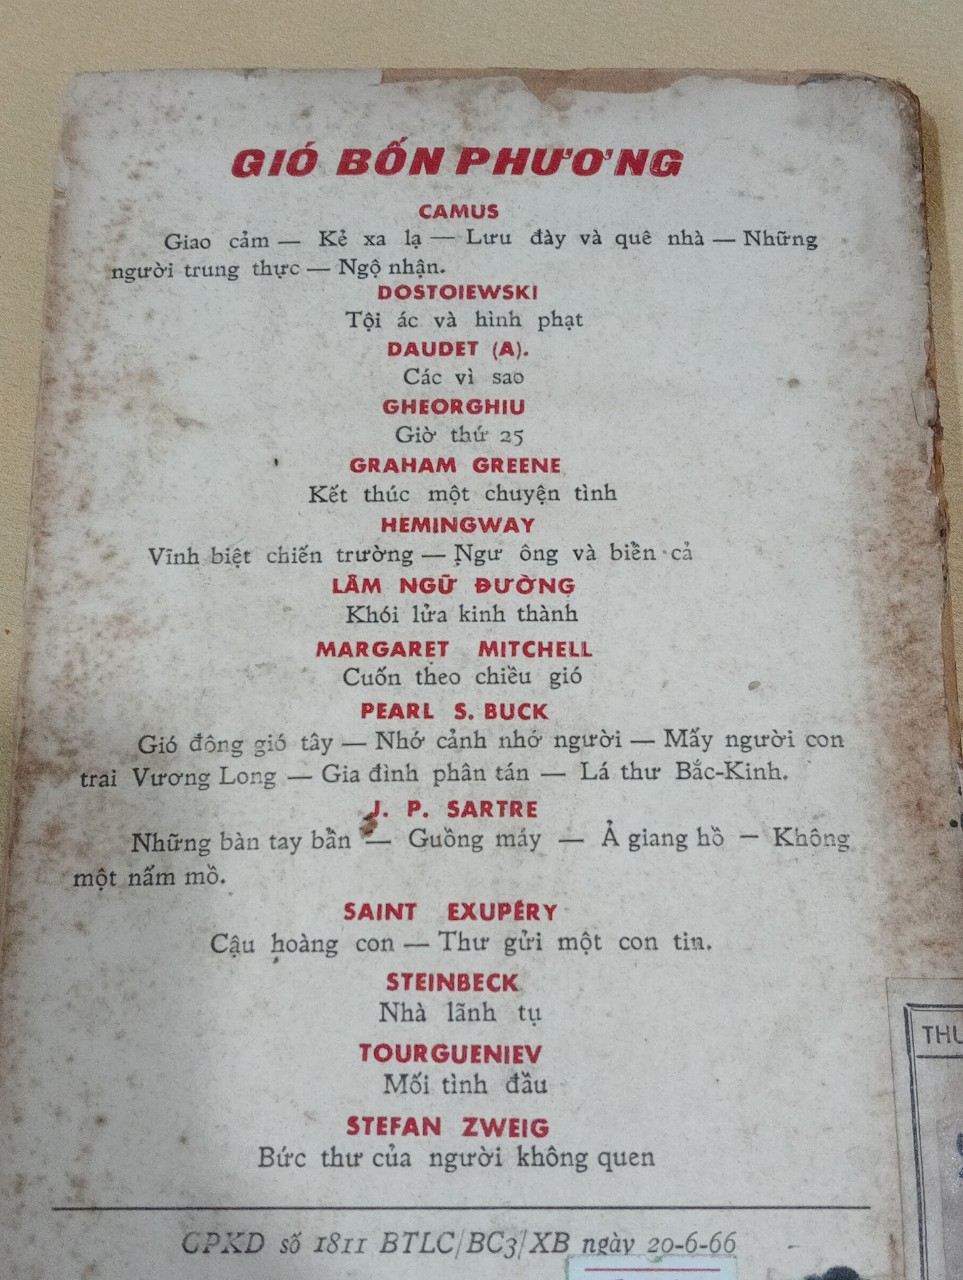 GIÓ BỐN PHƯƠNG
CAMUS
Giao cảm — Kẻ xa lạ — Lưu đày và quê nhà — Những
người trung thực — Ngộ nhận.
DOSTOIEWSKI
Tội ác và hình phạt
DAUDET (A).
Các vì sao
GHEORGHIU
Giờ thứ 25
GRAHAM GREENE
Kết thúc một chuyện tình
HEMINGWAY
Vĩnh biệt chiến trường — Ngư ông và biển cả
LÂM NGỮ ĐƯỜNG
Khói lửa kinh thành
MARGARET MITCHELL
Cuốn theo chiều gió
PEARL S. BUCK
Gió đông gió tây — Nhớ cảnh nhớ người — Mấy người con
trai Vương Long — Gia đình phân tán — Lá thư Bắc-Kinh.
J. P. SARTRE
Những bàn tay bẩn — Guồng máy — Ả giang hồ — Không
một nấm mồ.
SAINT EXUPÉRY
Cậu hoàng con — Thư gửi một con tin.
STEINBECK
Nhà lãnh tụ
TOURGUENIEV
Mối tình đầu
STEFAN ZWEIG
Bức thư của người không quen
CPKD số 1811 BTLC/BC3/XB ngày 20-6-66
THU